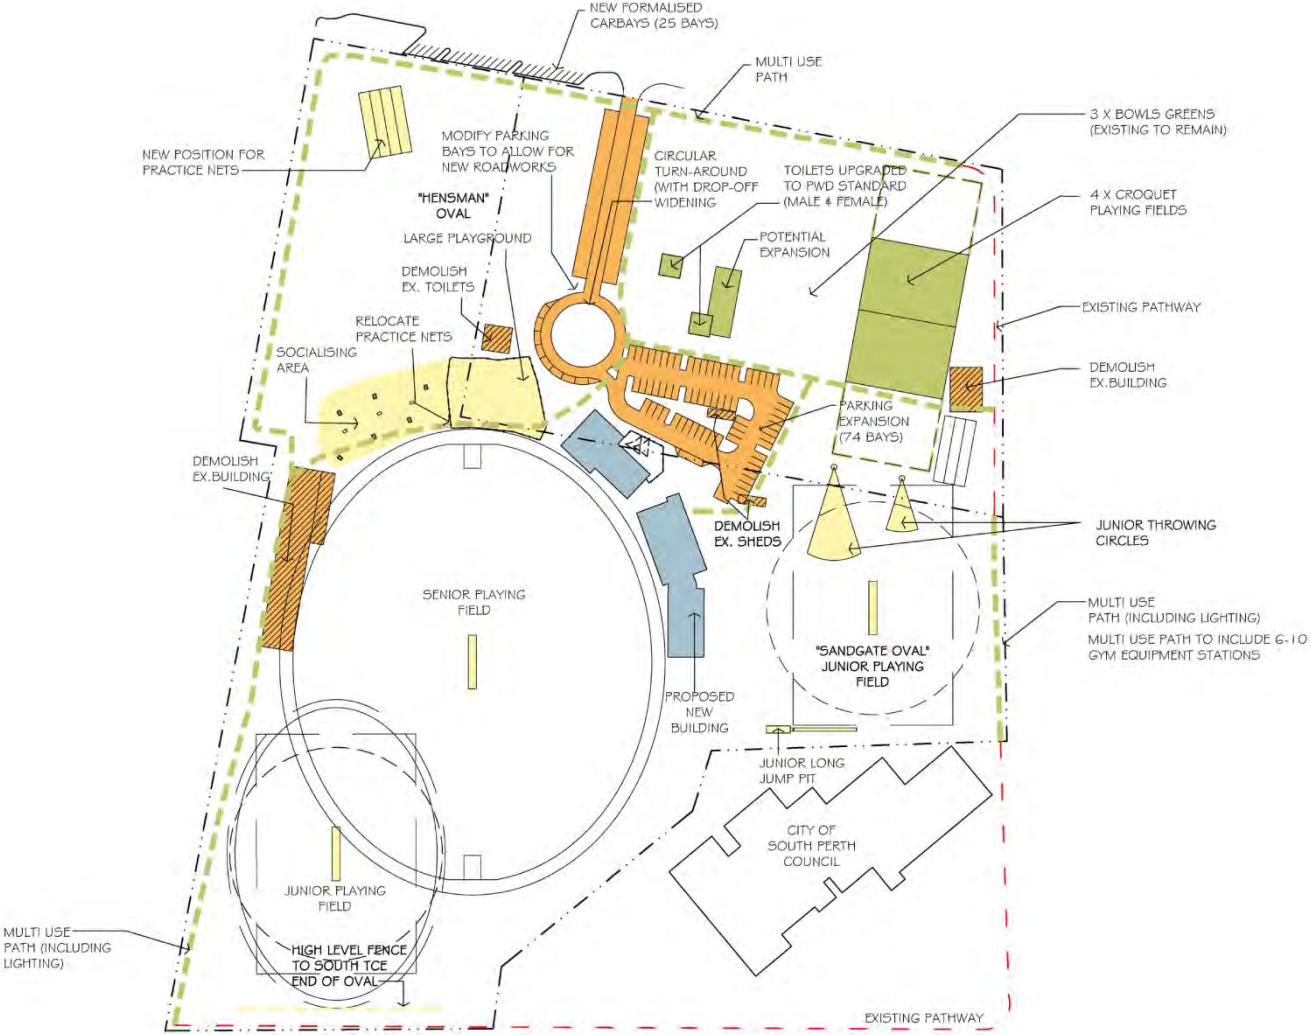 NEW FORMALISED
CARBAYS (25 BAYS)
MULTI USE
PATH
3 X BOWLS GREENS
(EXISTING TO REMAIN)
NEW POSITION FOR
PRACTICE NETS
MODIFY PARKING
BAYS TO ALLOW FOR
NEW ROADWORKS
CIRCULAR
TURN-AROUND
(WITH DROP-OFF
WIDENING
TOILETS UPGRADED
TO PWD STANDARD
(MALE & FEMALE)
4 X CROQUET
PLAYING FIELDS
"HENSMAN"
OVAL
LARGE PLAYGROUND
POTENTIAL
EXPANSION
DEMOLISH
EX. TOILETS
EXISTING PATHWAY
RELOCATE
PRACTICE NETS
SOCIALISING
AREA
DEMOLISH
EX.BUILDING
PARKING
EXPANSION
(74 BAYS)
DEMOLISH
EX.BUILDING
DEMOLISH
EX. SHEDS
JUNIOR THROWING
CIRCLES
SENIOR PLAYING
FIELD
MULTI USE
PATH (INCLUDING LIGHTING)
MULTI USE PATH TO INCLUDE 6-10
GYM EQUIPMENT STATIONS
"SANDGATE OVAL"
JUNIOR PLAYING
FIELD
PROPOSED
NEW
BUILDING
JUNIOR LONG
JUMP PIT
CITY OF
SOUTH PERTH
COUNCIL
JUNIOR PLAYING
FIELD
MULTI USE
PATH (INCLUDING
LIGHTING)
HIGH LEVEL FENCE
TO SOUTH TCE
END OF OVAL
EXISTING PATHWAY